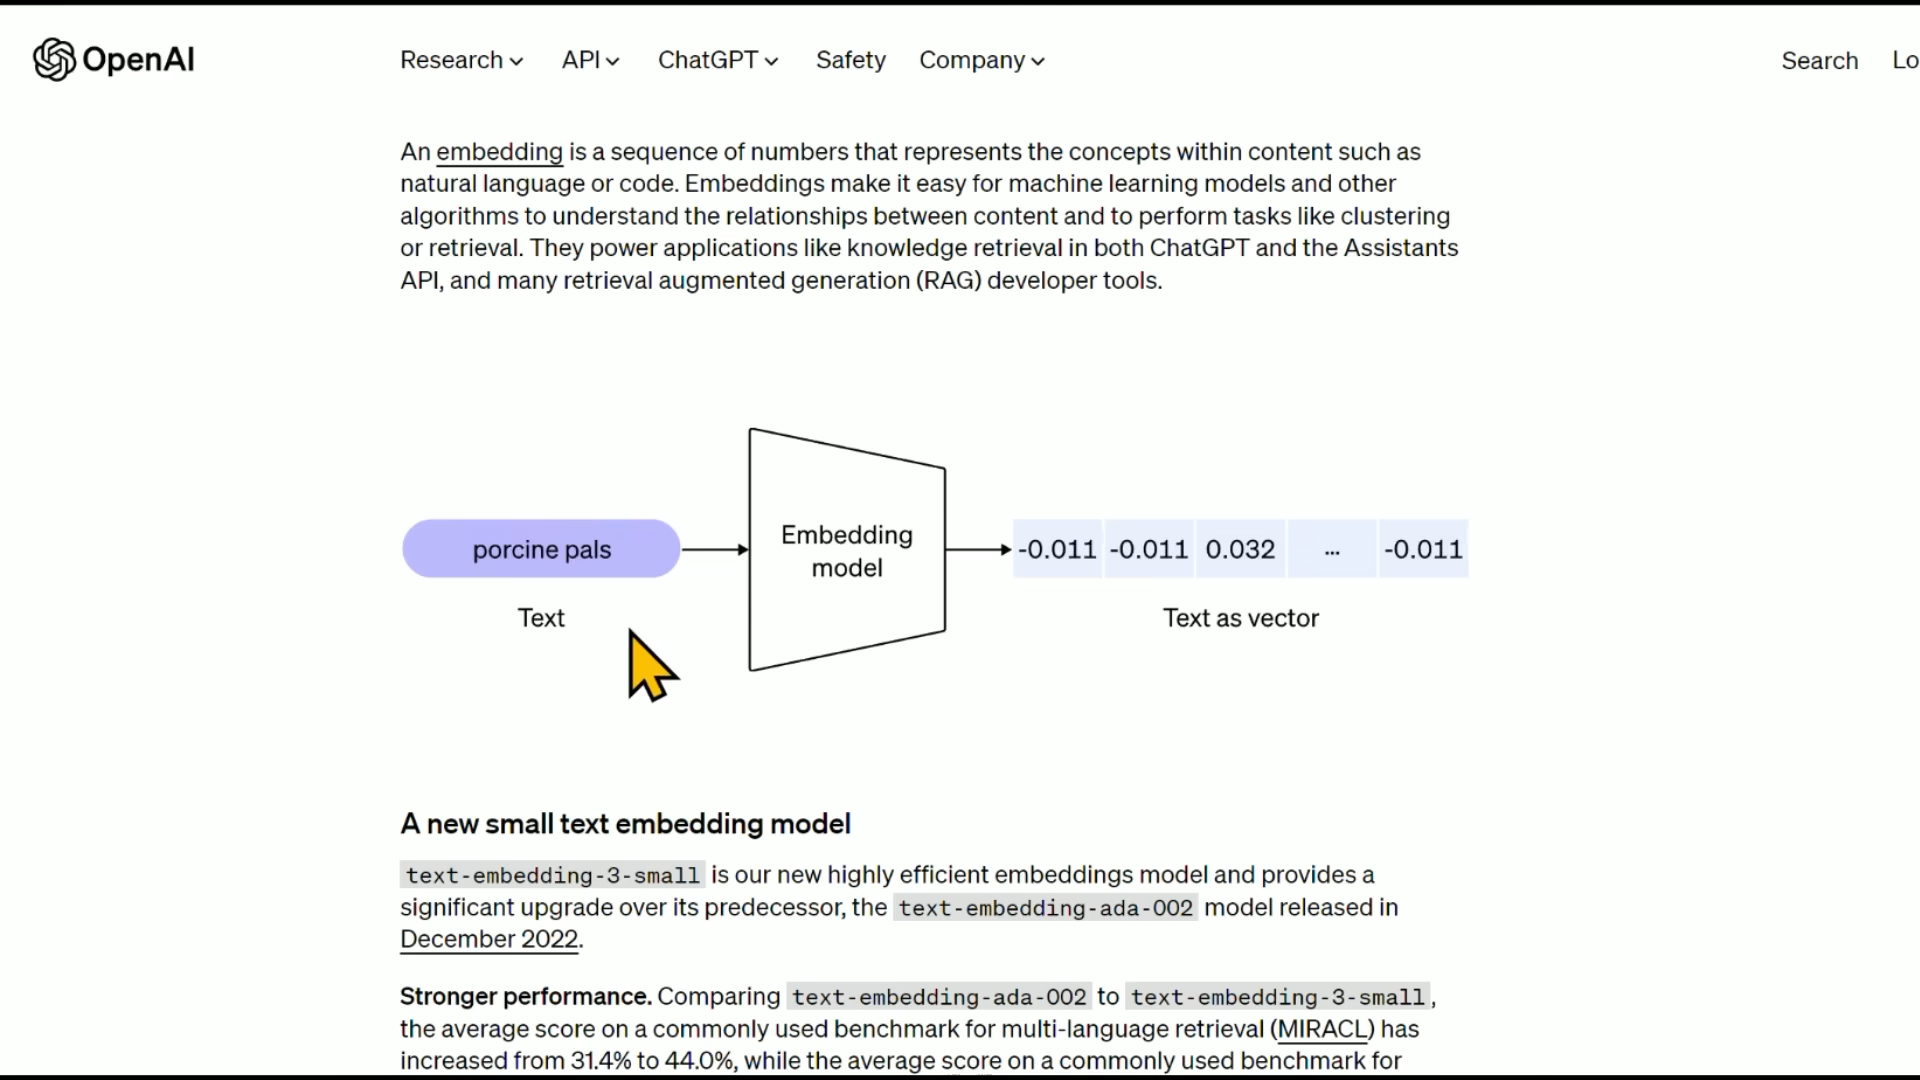 OpenAI
Research API ChatGPT Safety Company Search Lo
An embedding is a sequence of numbers that represents the concepts within content such as
natural language or code. Embeddings make it easy for machine learning models and other
algorithms to understand the relationships between content and to perform tasks like clustering
or retrieval. They power applications like knowledge retrieval in both ChatGPT and the Assistants
API, and many retrieval augmented generation (RAG) developer tools.
porcine pals
Text
Embedding
model
-0.011 -0.011 0.032 ... -0.011
Text as vector
A new small text embedding model
text-embedding-3-small is our new highly efficient embeddings model and provides a
significant upgrade over its predecessor, the text-embedding-ada-002 model released in
December 2022.
Stronger performance. Comparing text-embedding-ada-002 to text-embedding-3-small,
the average score on a commonly used benchmark for multi-language retrieval (MIRACL) has
increased from 31.4% to 44.0%, while the average score on a commonly used benchmark for